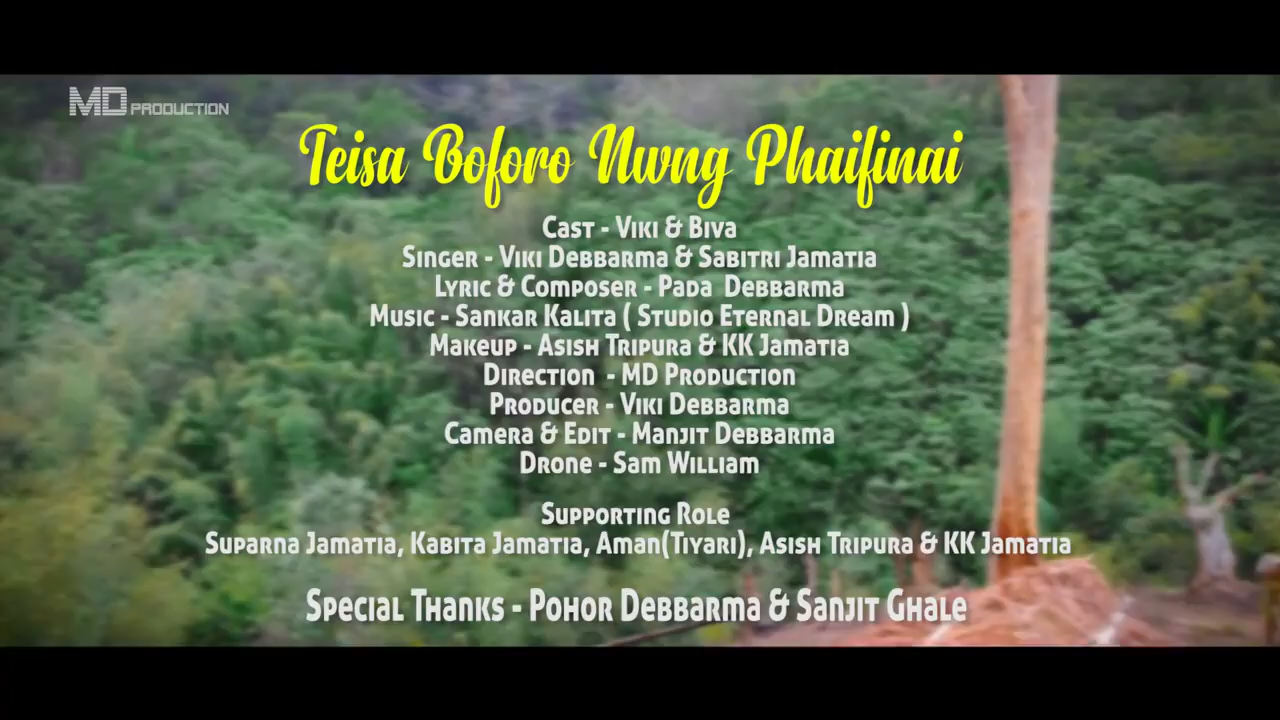 MD PRODUCTION
Teisa Boforo Nwng Phaifinai
Cast - Viki & Biva
Singer - Viki Debbarma & Sabitri Jamatia
Lyric & Composer - Pada Debbarma
Music - Sankar Kalita ( Studio Eternal Dream )
Makeup - Asish Tripura & KK Jamatia
Direction - MD Production
Producer - Viki Debbarma
Camera & Edit - Manjit Debbarma
Drone - Sam William
Supporting Role
Suparna Jamatia, Kabita Jamatia, Aman(Tiyari), Asish Tripura & KK Jamatia
Special Thanks - Pohor Debbarma & Sanjit Ghale